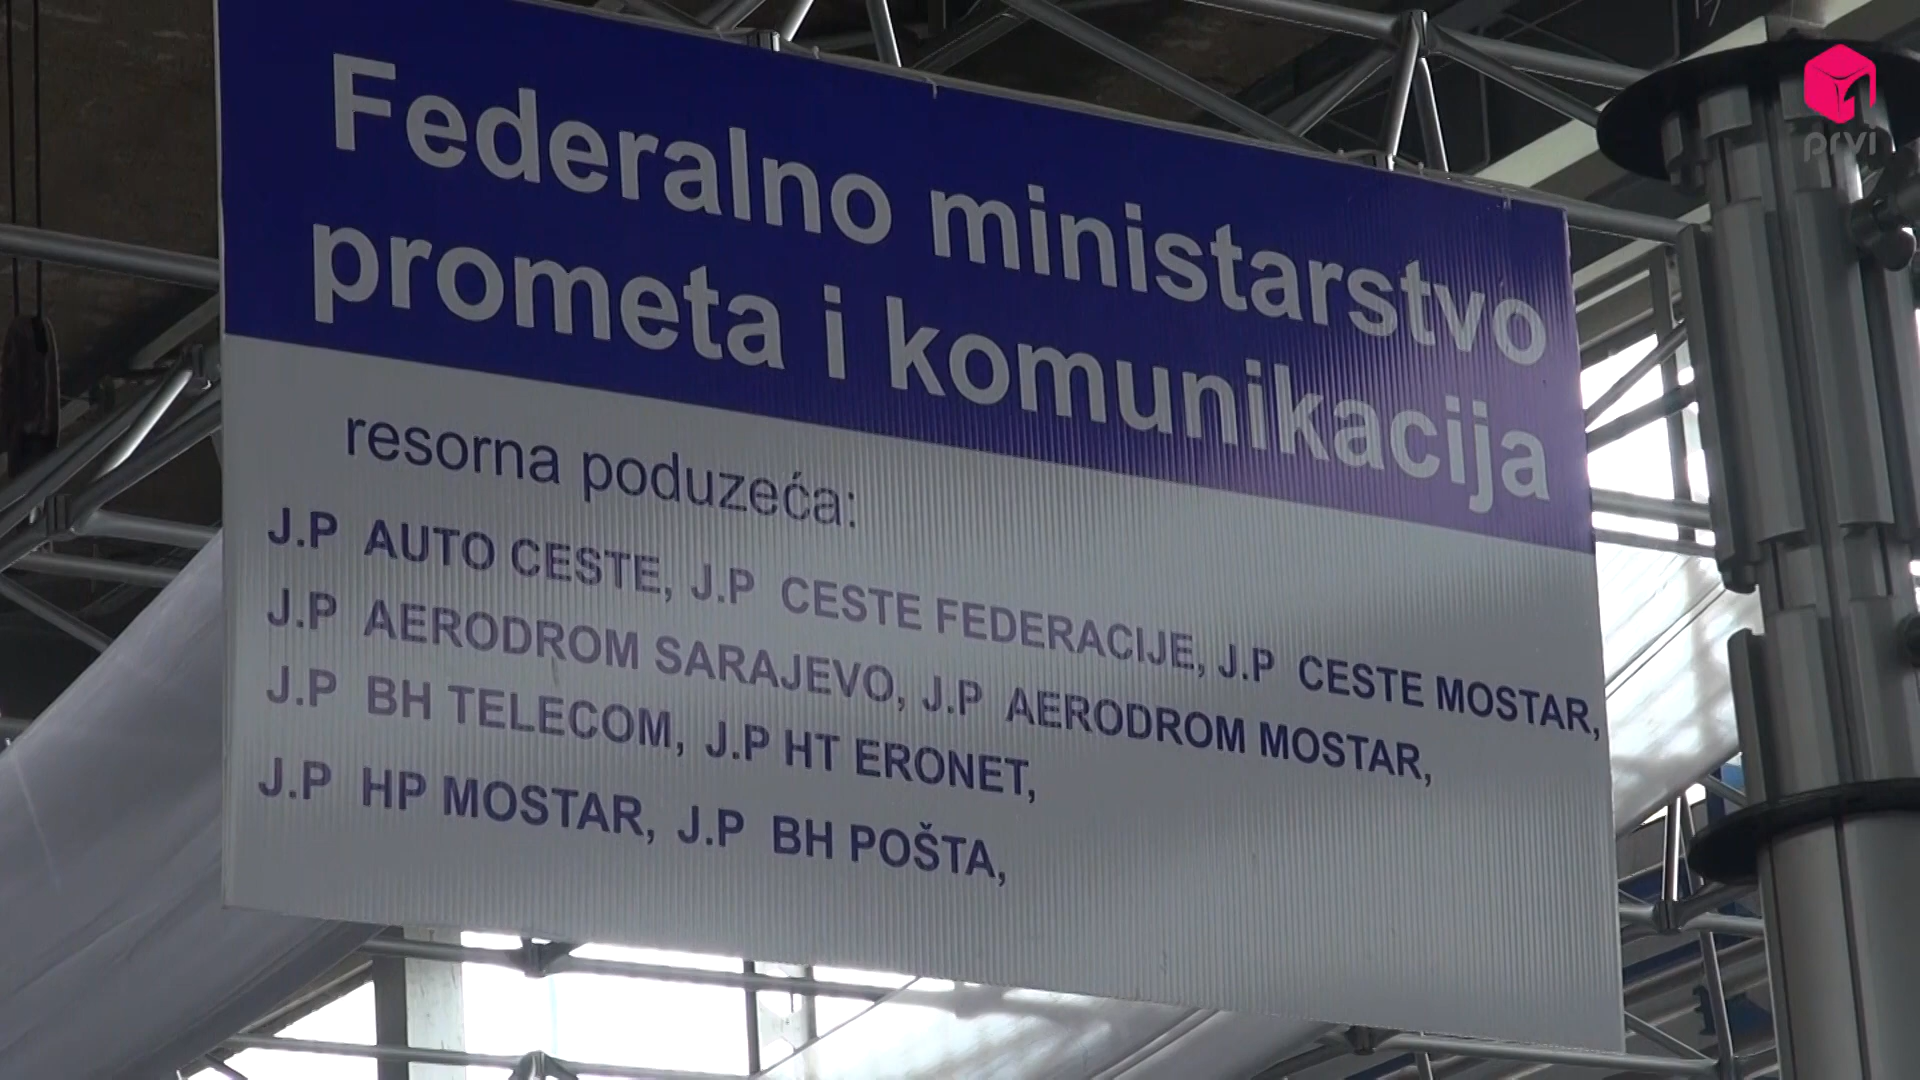 Federalno ministarstvo
prometa i komunikacija
resorna poduzeća:
J.P AUTO CESTE, J.P CESTE FEDERACIJE, J.P CESTE MOSTAR,
J.P AERODROM SARAJEVO, J.P AERODROM MOSTAR,
J.P BH TELECOM, J.P HT ERONET,
J.P HP MOSTAR, J.P BH POŠTA,
prvi